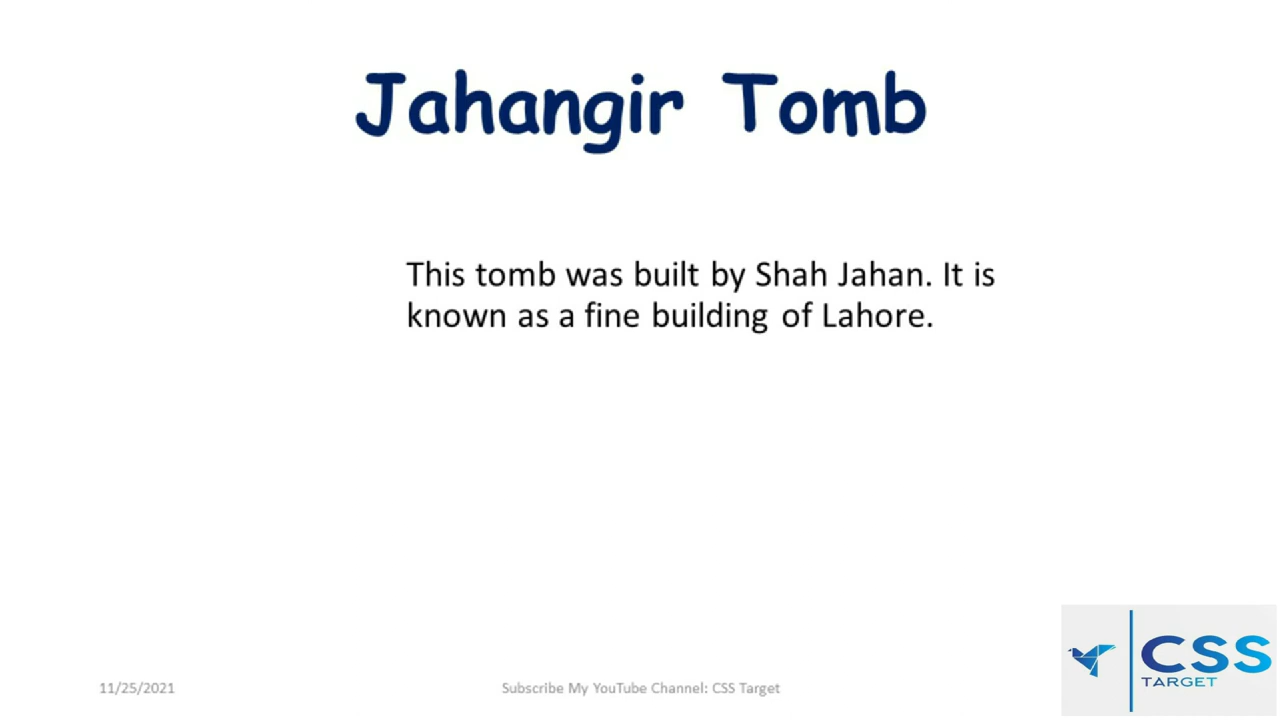 Jahangir Tomb
This tomb was built by Shah Jahan. It is
known as a fine building of Lahore.
CSS
TARGET
11/25/2021
Subscribe My YouTube Channel: CSS Target